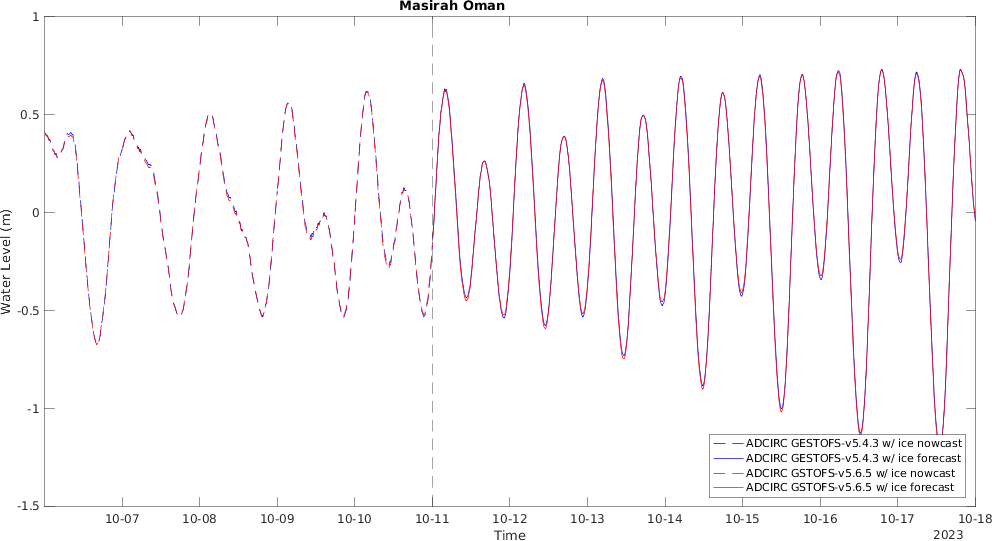 Masirah Oman
1
0.5
0
-0.5
-1
-1.5
Water Level (m)
ADCIRC GESTOFS-v5.4.3 w/ ice nowcast
ADCIRC GESTOFS-v5.4.3 w/ ice forecast
ADCIRC GSTOFS-v5.6.5 w/ ice nowcast
ADCIRC GSTOFS-v5.6.5 w/ ice forecast
10-07 10-08 10-09 10-10 10-11 10-12 10-13 10-14 10-15 10-16 10-17 10-18
Time
2023